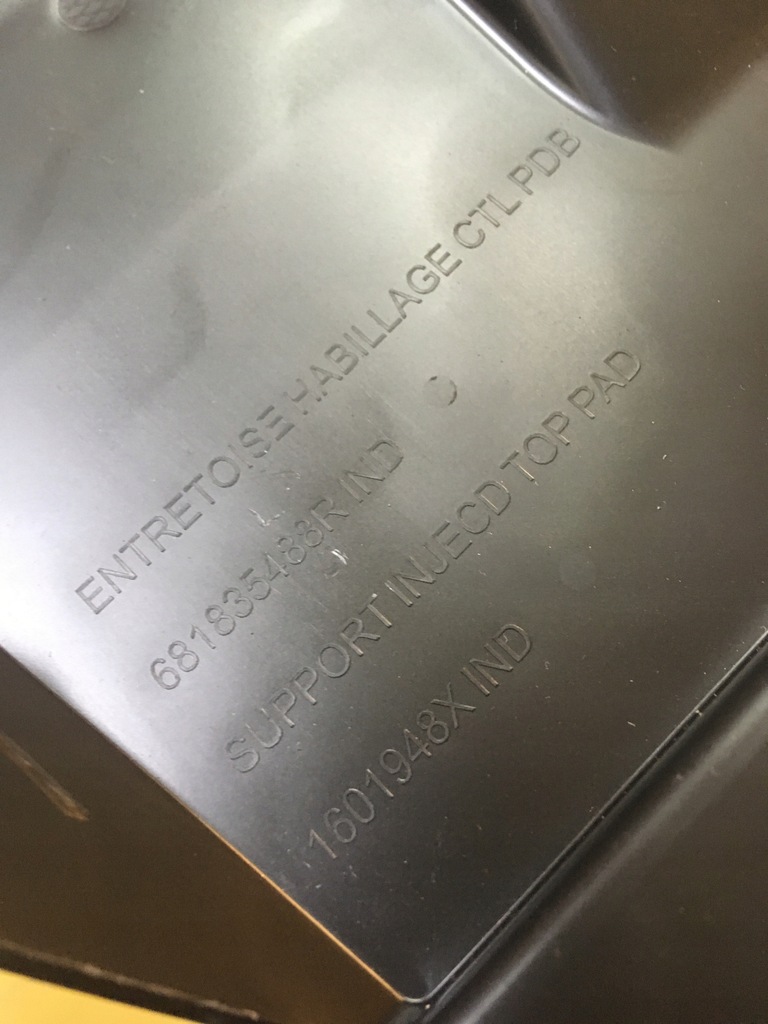 ENTRETOISE HABILLAGE CTL PDB
681835488R IND C
SUPPORT INJECD TOP PAD
1601948X IND